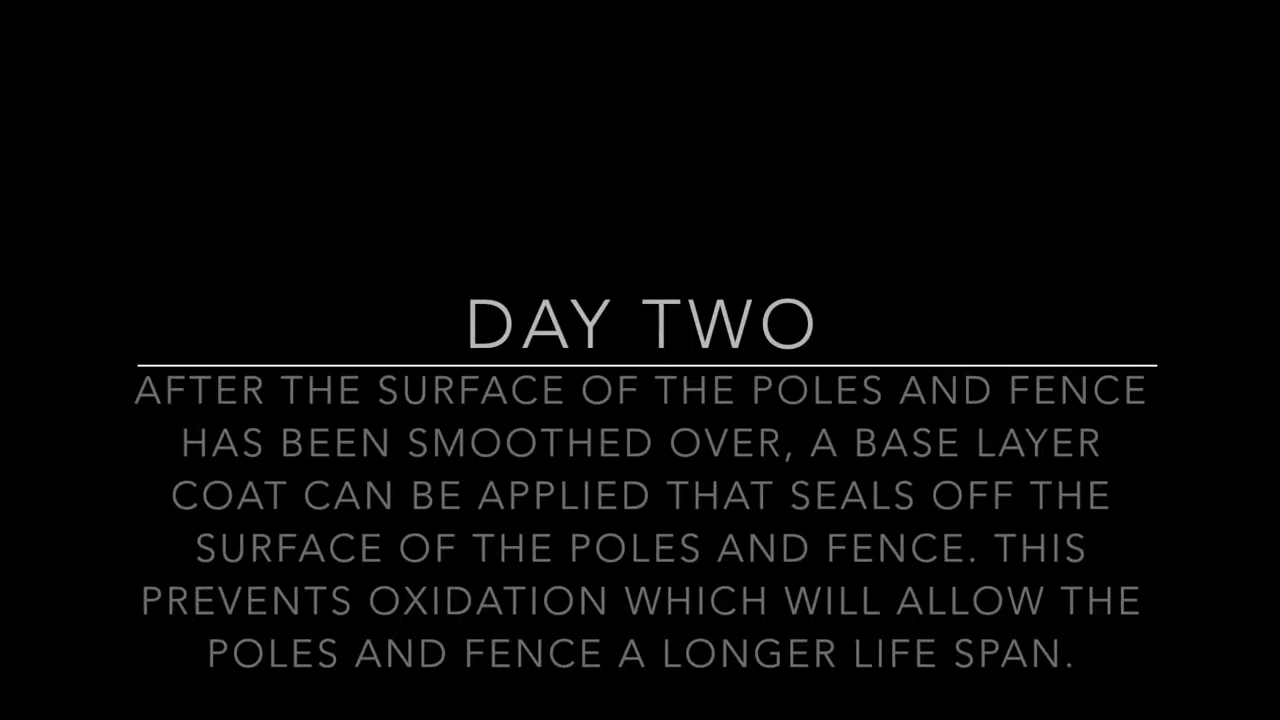 DAY TWO
AFTER THE SURFACE OF THE POLES AND FENCE
HAS BEEN SMOOTHED OVER, A BASE LAYER
COAT CAN BE APPLIED THAT SEALS OFF THE
SURFACE OF THE POLES AND FENCE. THIS
PREVENTS OXIDATION WHICH WILL ALLOW THE
POLES AND FENCE A LONGER LIFE SPAN.